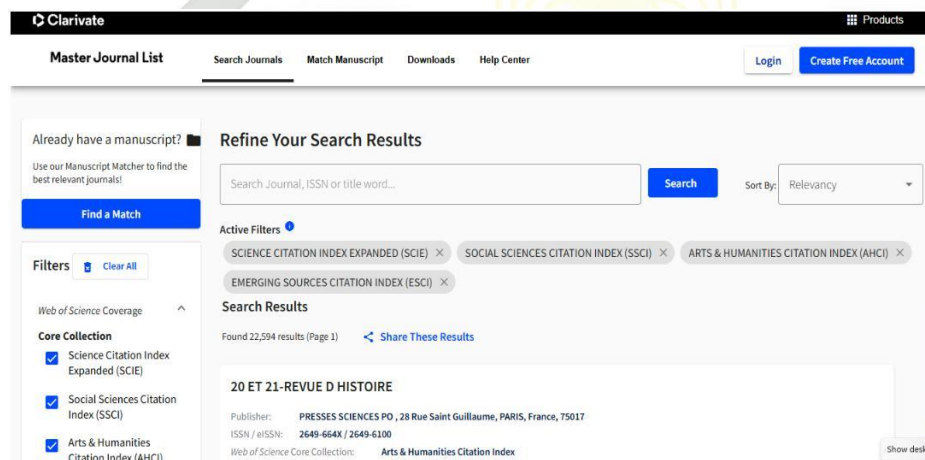 Clarivate
Products
Master Journal List
Search Journals
Match Manuscript
Downloads
Help Center
Login
Create Free Account
Already have a manuscript?
Use our Manuscript Matcher to find the
best relevant journals!
Find a Match
Filters
Clear All
Web of Science Coverage
Core Collection
Science Citation Index
Expanded (SCIE)
Social Sciences Citation
Index (SSCI)
Arts & Humanities
Citation Index (AHCI)
Refine Your Search Results
Search Journal, ISSN or title word...
Search
Sort By:
Relevancy
Active Filters
SCIENCE CITATION INDEX EXPANDED (SCIE) ×
SOCIAL SCIENCES CITATION INDEX (SSCI) ×
ARTS & HUMANITIES CITATION INDEX (AHCI) ×
EMERGING SOURCES CITATION INDEX (ESCI) ×
Search Results
Found 22,594 results (Page 1)
Share These Results
20 ET 21-REVUE D HISTOIRE
Publisher: PRESSES SCIENCES PO , 28 Rue Saint Guillaume, PARIS, France, 75017
ISSN / eISSN: 2649-664X / 2649-6100
Web of Science Core Collection: Arts & Humanities Citation Index
Show desk